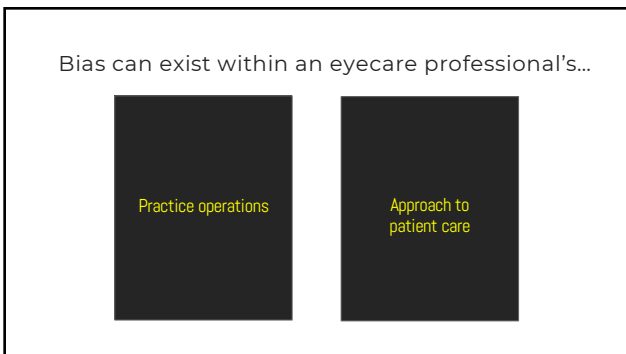 Bias can exist within an eyecare professional’s…
Practice operations
Approach to
patient care